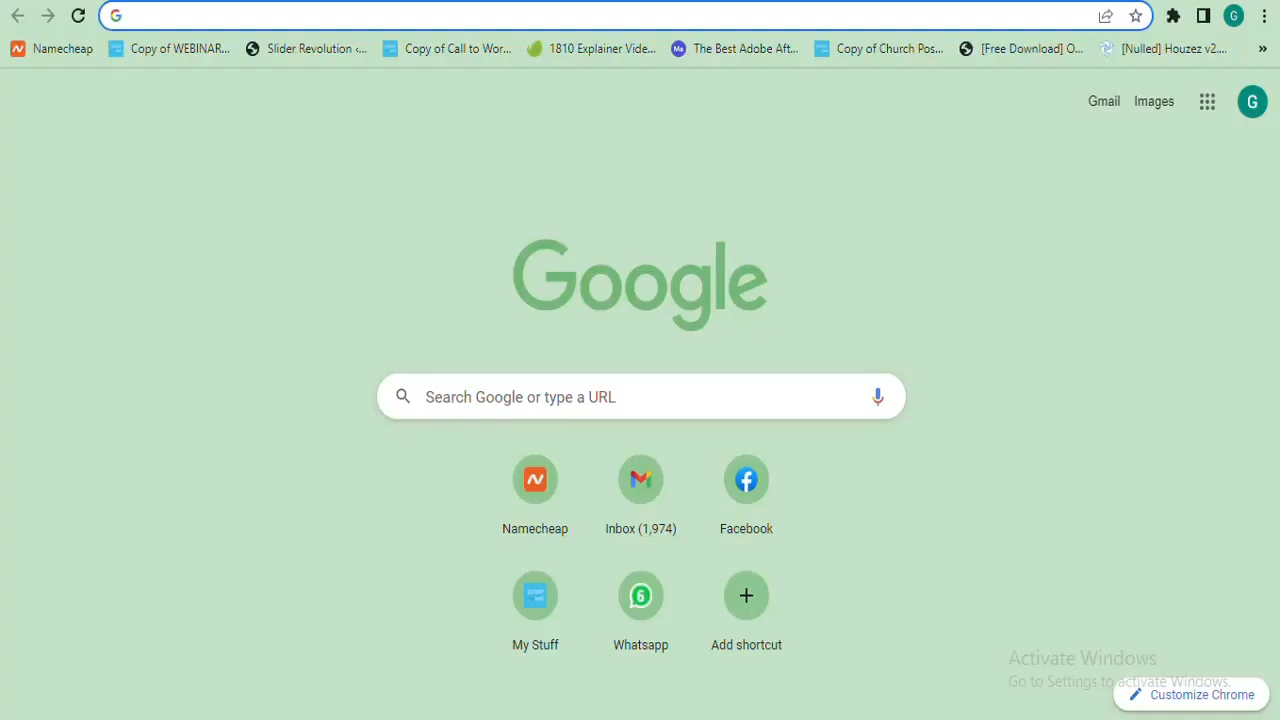 G
Namecheap Copy of WEBINAR... Slider Revolution ‹... Copy of Call to Wor... 1810 Explainer Vide... Ma The Best Adobe Aft... Copy of Church Pos... [Free Download] O... [Nulled] Houzez v2.... »
Gmail Images G
Google
Search Google or type a URL
Namecheap Inbox (1,974) Facebook
6
My Stuff Whatsapp Add shortcut
Activate Windows
Go to Settings to activate Windows.
Customize Chrome